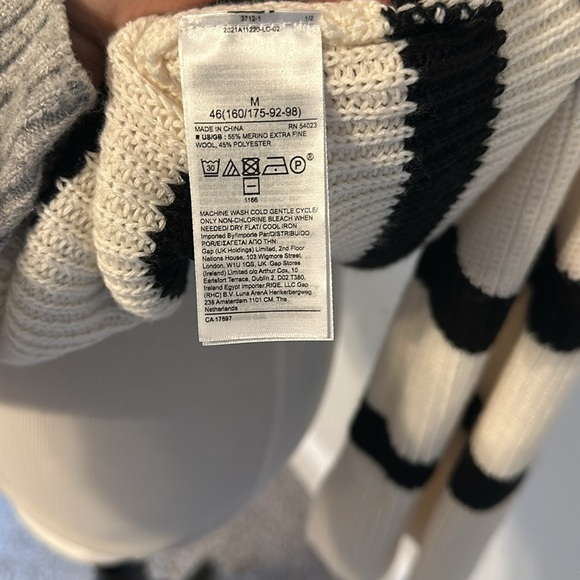 3712-1 1/2
2021A11220-LC-02
M
46(160/175-92-98)
MADE IN CHINA RN 54023
■ US/GB : 55% MERINO EXTRA FINE
WOOL, 45% POLYESTER
30
P ®
1166
MACHINE WASH COLD GENTLE CYCLE/
ONLY NON-CHLORINE BLEACH WHEN
NEEDED/ DRY FLAT/ COOL IRON
Imported By/Importe Par/DISTRIBUIDO
POR/ΕΙΣΑΓΕΤΑΙ ΑΠΟ ΤΗΝ:
Gap (UK Holdings) Limited, 2nd Floor
Nations House, 103 Wigmore Street,
London, W1U 1QS, UK. Gap Stores
(Ireland) Limited c/o Arthur Cox, 10
Earlsfort Terrace, Dublin 2, D02 T380,
Ireland Egypt Importer,RIGE, LLC Gap
(RHC) B.V. Luna ArenA Herikerbergweg
238 Amsterdam 1101 CM, The
Netherlands
CA 17897